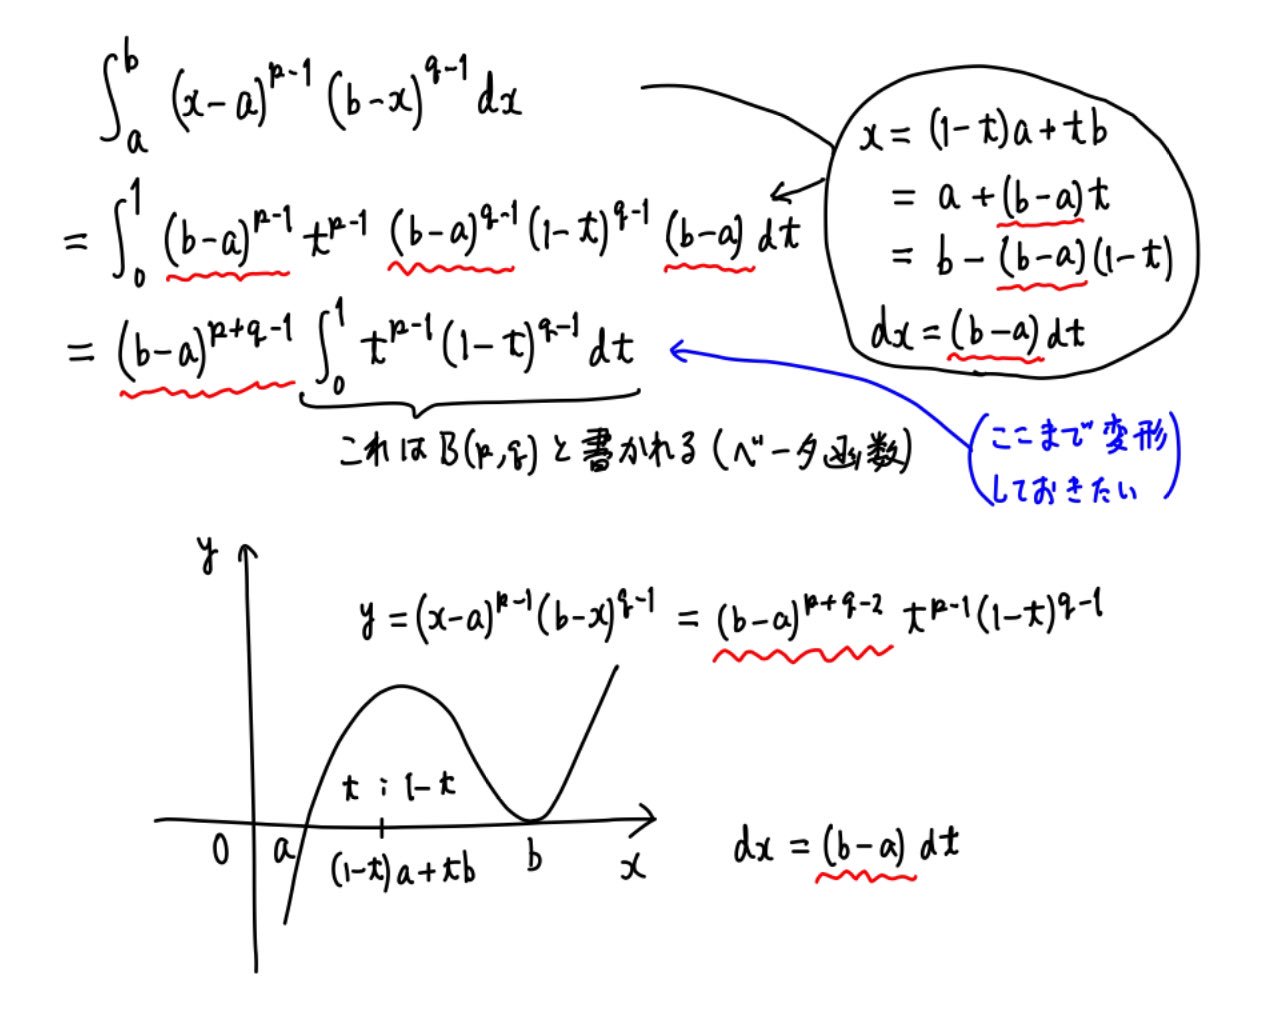 ∫_a^b (x-a)^{p-1} (b-x)^{q-1} dx
= ∫_0^1 (b-a)^{p-1} t^{p-1} (b-a)^{q-1} (1-t)^{q-1} (b-a) dt
= (b-a)^{p+q-1} ∫_0^1 t^{p-1} (1-t)^{q-1} dt
これは B(p,q) と書かれる (ベータ函数)
x = (1-t)a+tb
= a+(b-a)t
= b-(b-a)(1-t)
dx = (b-a)dt
(ここまで変形
しておきたい)
y
y = (x-a)^{p-1} (b-x)^{q-1} = (b-a)^{p+q-2} t^{p-1} (1-t)^{q-1}
t : 1-t
0 a (1-t)a+tb b x
dx = (b-a) dt